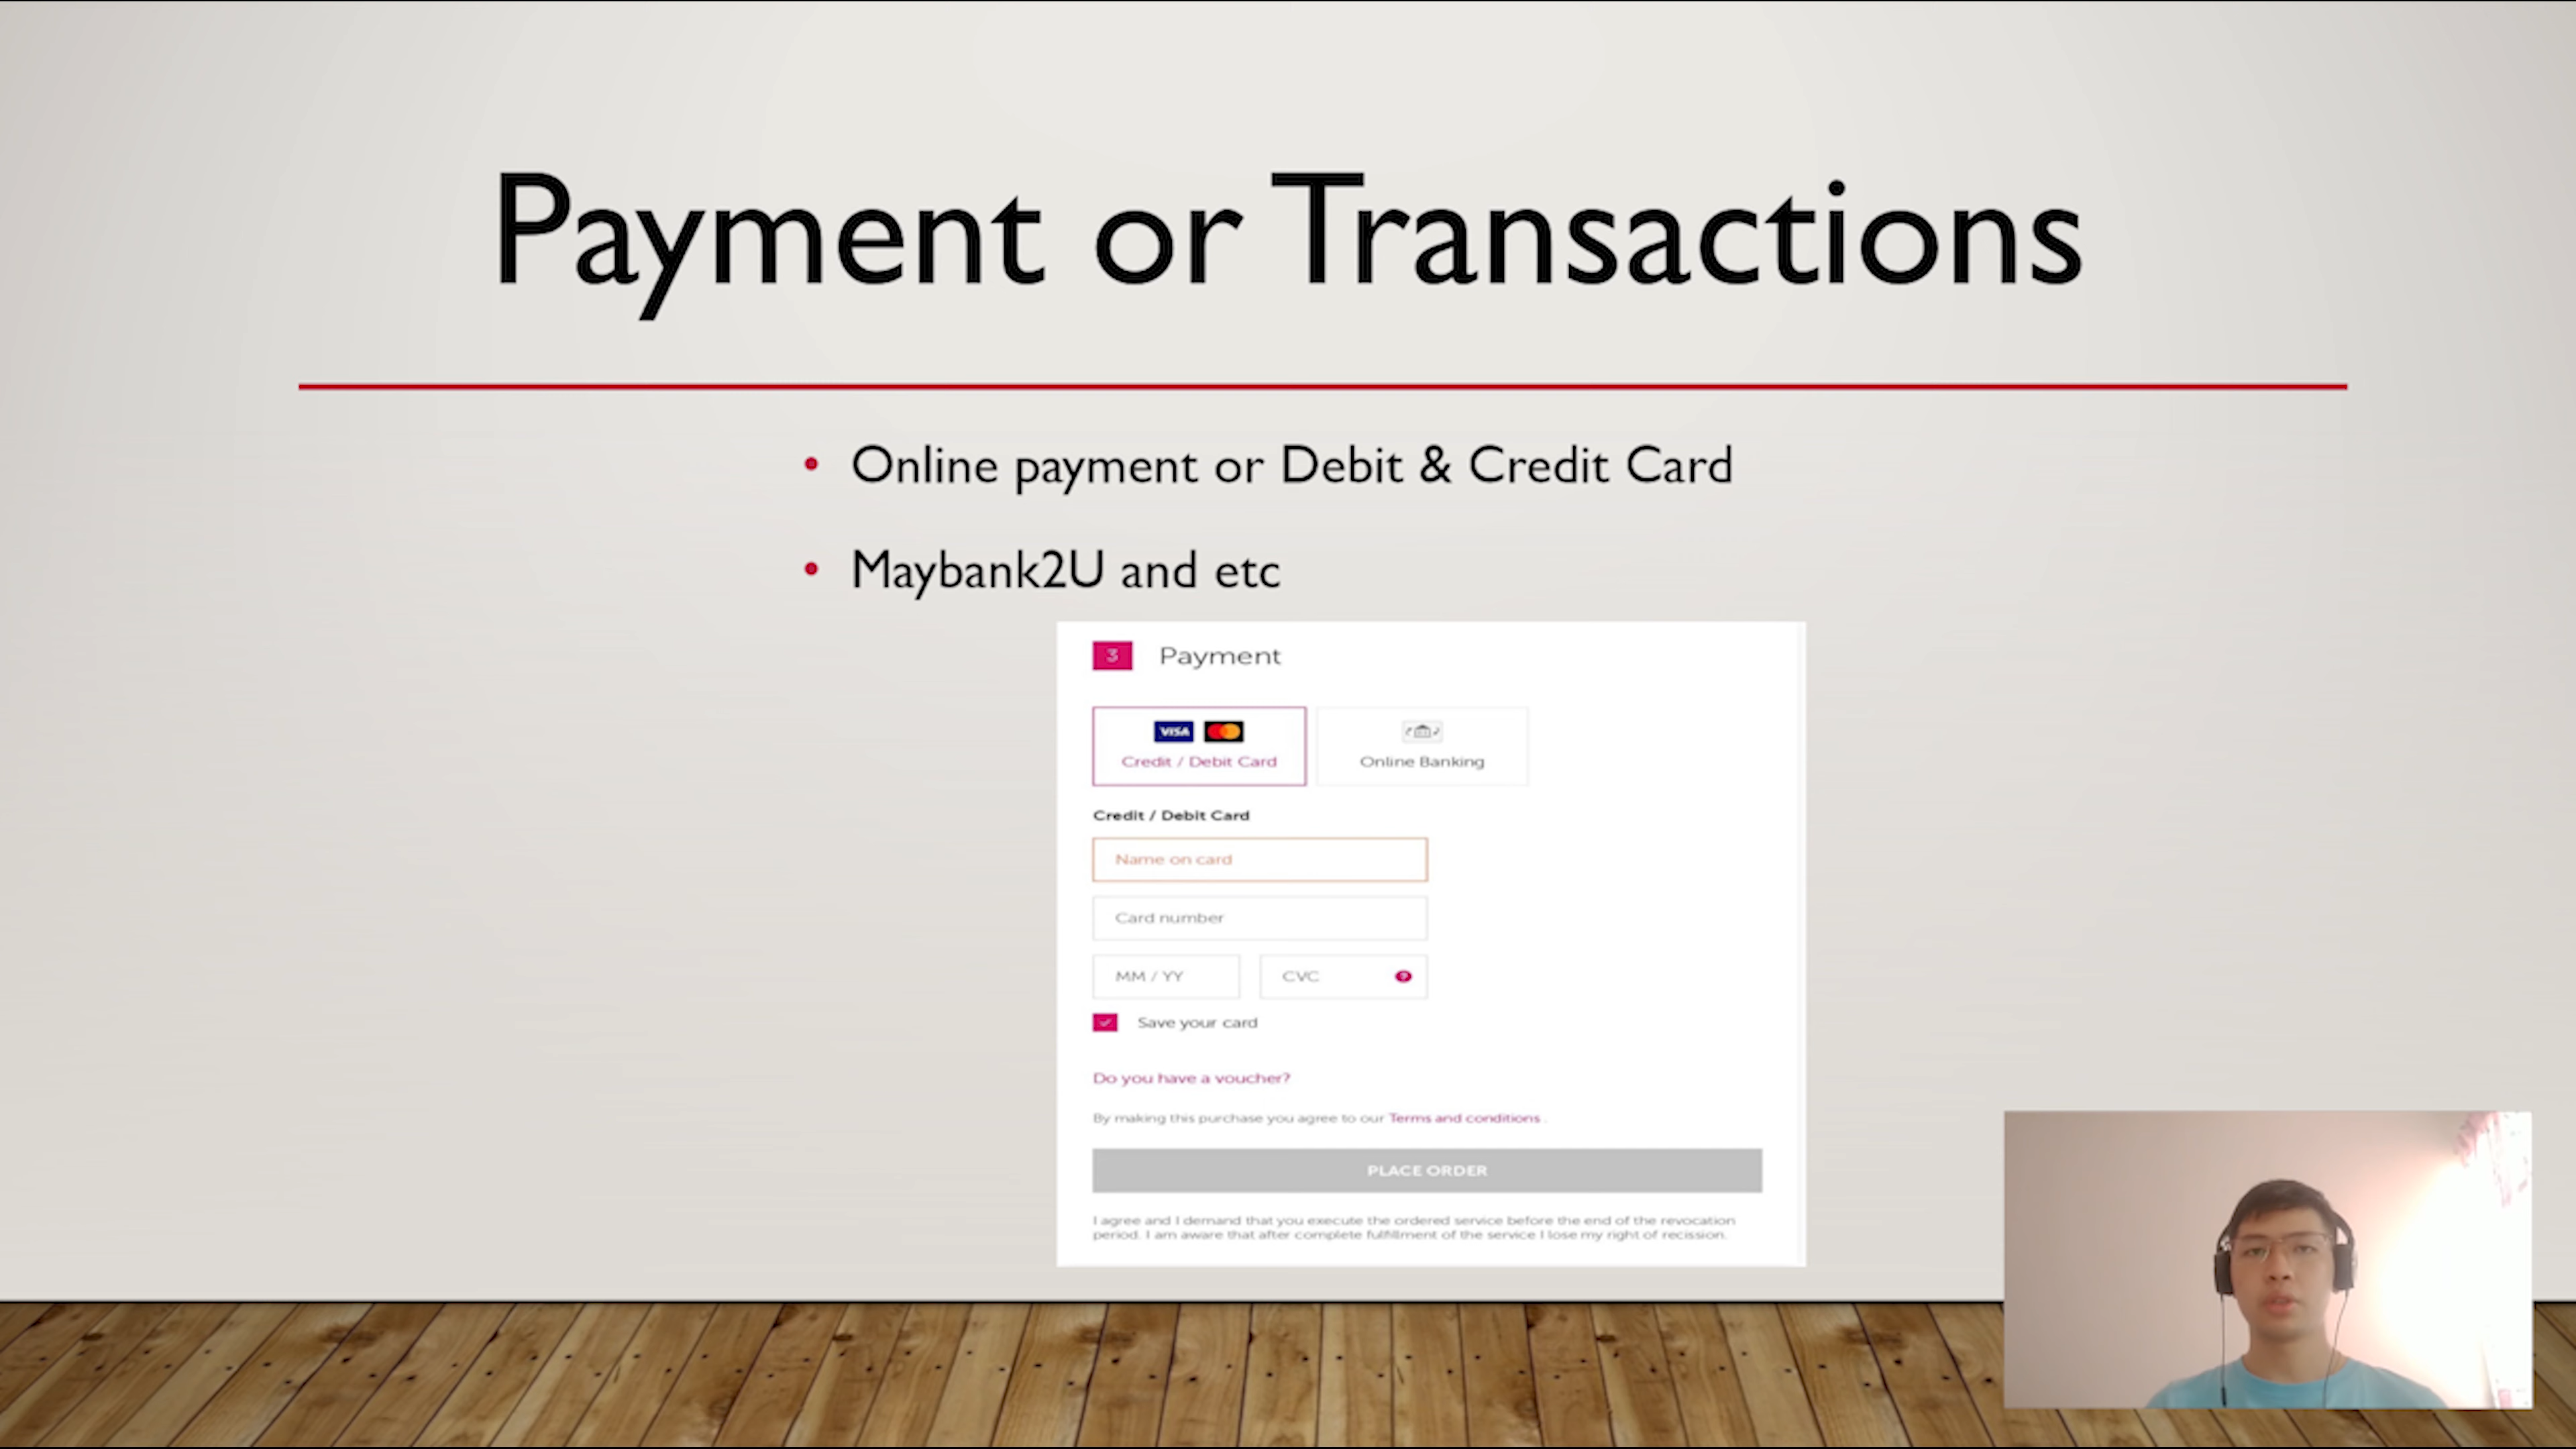 Payment or Transactions
• Online payment or Debit & Credit Card
• Maybank2U and etc
3 Payment
VISA
Credit / Debit Card
Online Banking
Credit / Debit Card
Name on card
Card number
MM / YY
CVC ?
Save your card
Do you have a voucher?
By making this purchase you agree to our Terms and conditions .
PLACE ORDER
I agree and I demand that you execute the ordered service before the end of the revocation
period. I am aware that after complete fulfillment of the service I lose my right of recission.